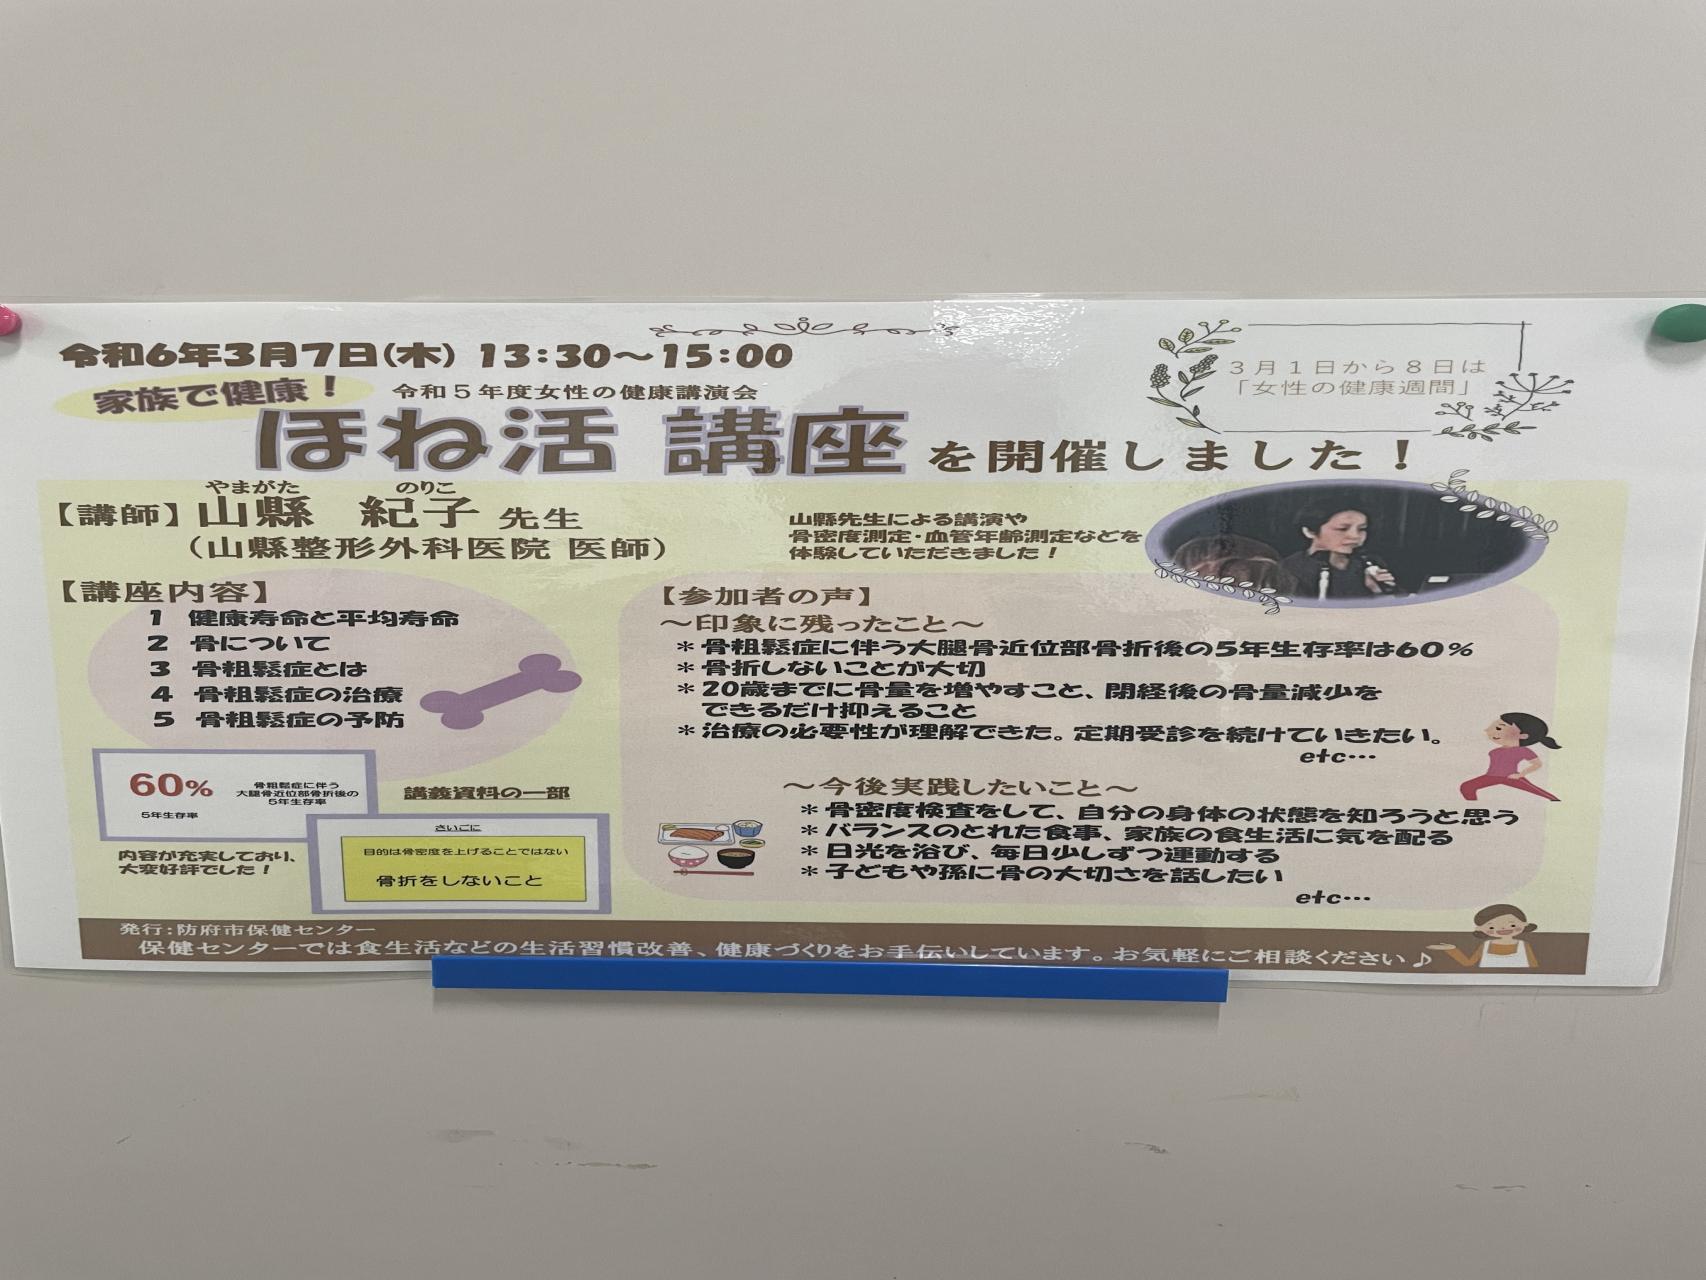 令和6年3月7日(木) 13:30～15:00
家族で健康！
令和５年度女性の健康講演会
ほね活 講座 を開催しました！
３月１日から８日は
「女性の健康週間」
やまがた のりこ
【講師】山縣 紀子 先生
（山縣整形外科医院 医師）
山縣先生による講演や
骨密度測定・血管年齢測定などを
体験していただきました！
【講座内容】
1 健康寿命と平均寿命
2 骨について
3 骨粗鬆症とは
4 骨粗鬆症の治療
5 骨粗鬆症の予防
60%
5年生存率
骨粗鬆症に伴う
大腿骨近位部骨折後の
5年生存率
講義資料の一部
さいごに
目的は骨密度を上げることではない
骨折をしないこと
内容が充実しており、
大変好評でした！
【参加者の声】
～印象に残ったこと～
＊骨粗鬆症に伴う大腿骨近位部骨折後の5年生存率は60％
＊骨折しないことが大切
＊20歳までに骨量を増やすこと、閉経後の骨量減少を
できるだけ抑えること
＊治療の必要性が理解できた。定期受診を続けていきたい。
etc…
～今後実践したいこと～
＊骨密度検査をして、自分の身体の状態を知ろうと思う
＊バランスのとれた食事、家族の食生活に気を配る
＊日光を浴び、毎日少しずつ運動する
＊子どもや孫に骨の大切さを話したい
etc…
発行：防府市保健センター
保健センターでは食生活などの生活習慣改善、健康づくりをお手伝いしています。お気軽にご相談ください♪